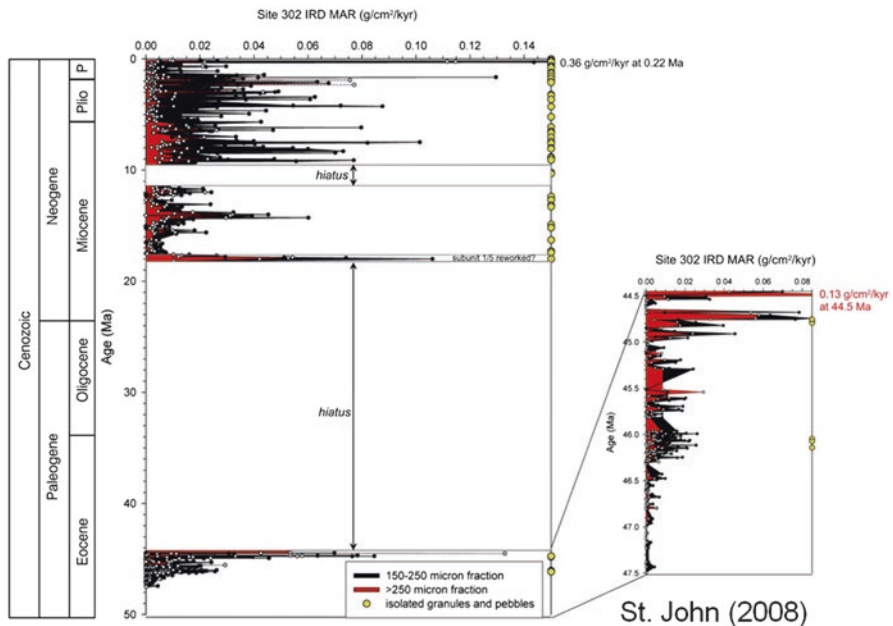 Site 302 IRD MAR (g/cm²/kyr)
0.00 0.02 0.04 0.06 0.08 0.10 0.12 0.14
0.36 g/cm²/kyr at 0.22 Ma
Cenozoic
Neogene
Paleogene
P
Plio
Miocene
Oligocene
Eocene
Age (Ma)
0
10
20
30
40
50
hiatus
subunit 1/5 reworked?
hiatus
150-250 micron fraction
>250 micron fraction
isolated granules and pebbles
Site 302 IRD MAR (g/cm²/kyr)
0.00 0.02 0.04 0.06 0.08
0.13 g/cm²/kyr
at 44.5 Ma
Age (Ma)
44.5
45.0
45.5
46.0
46.5
47.0
47.5
St. John (2008)